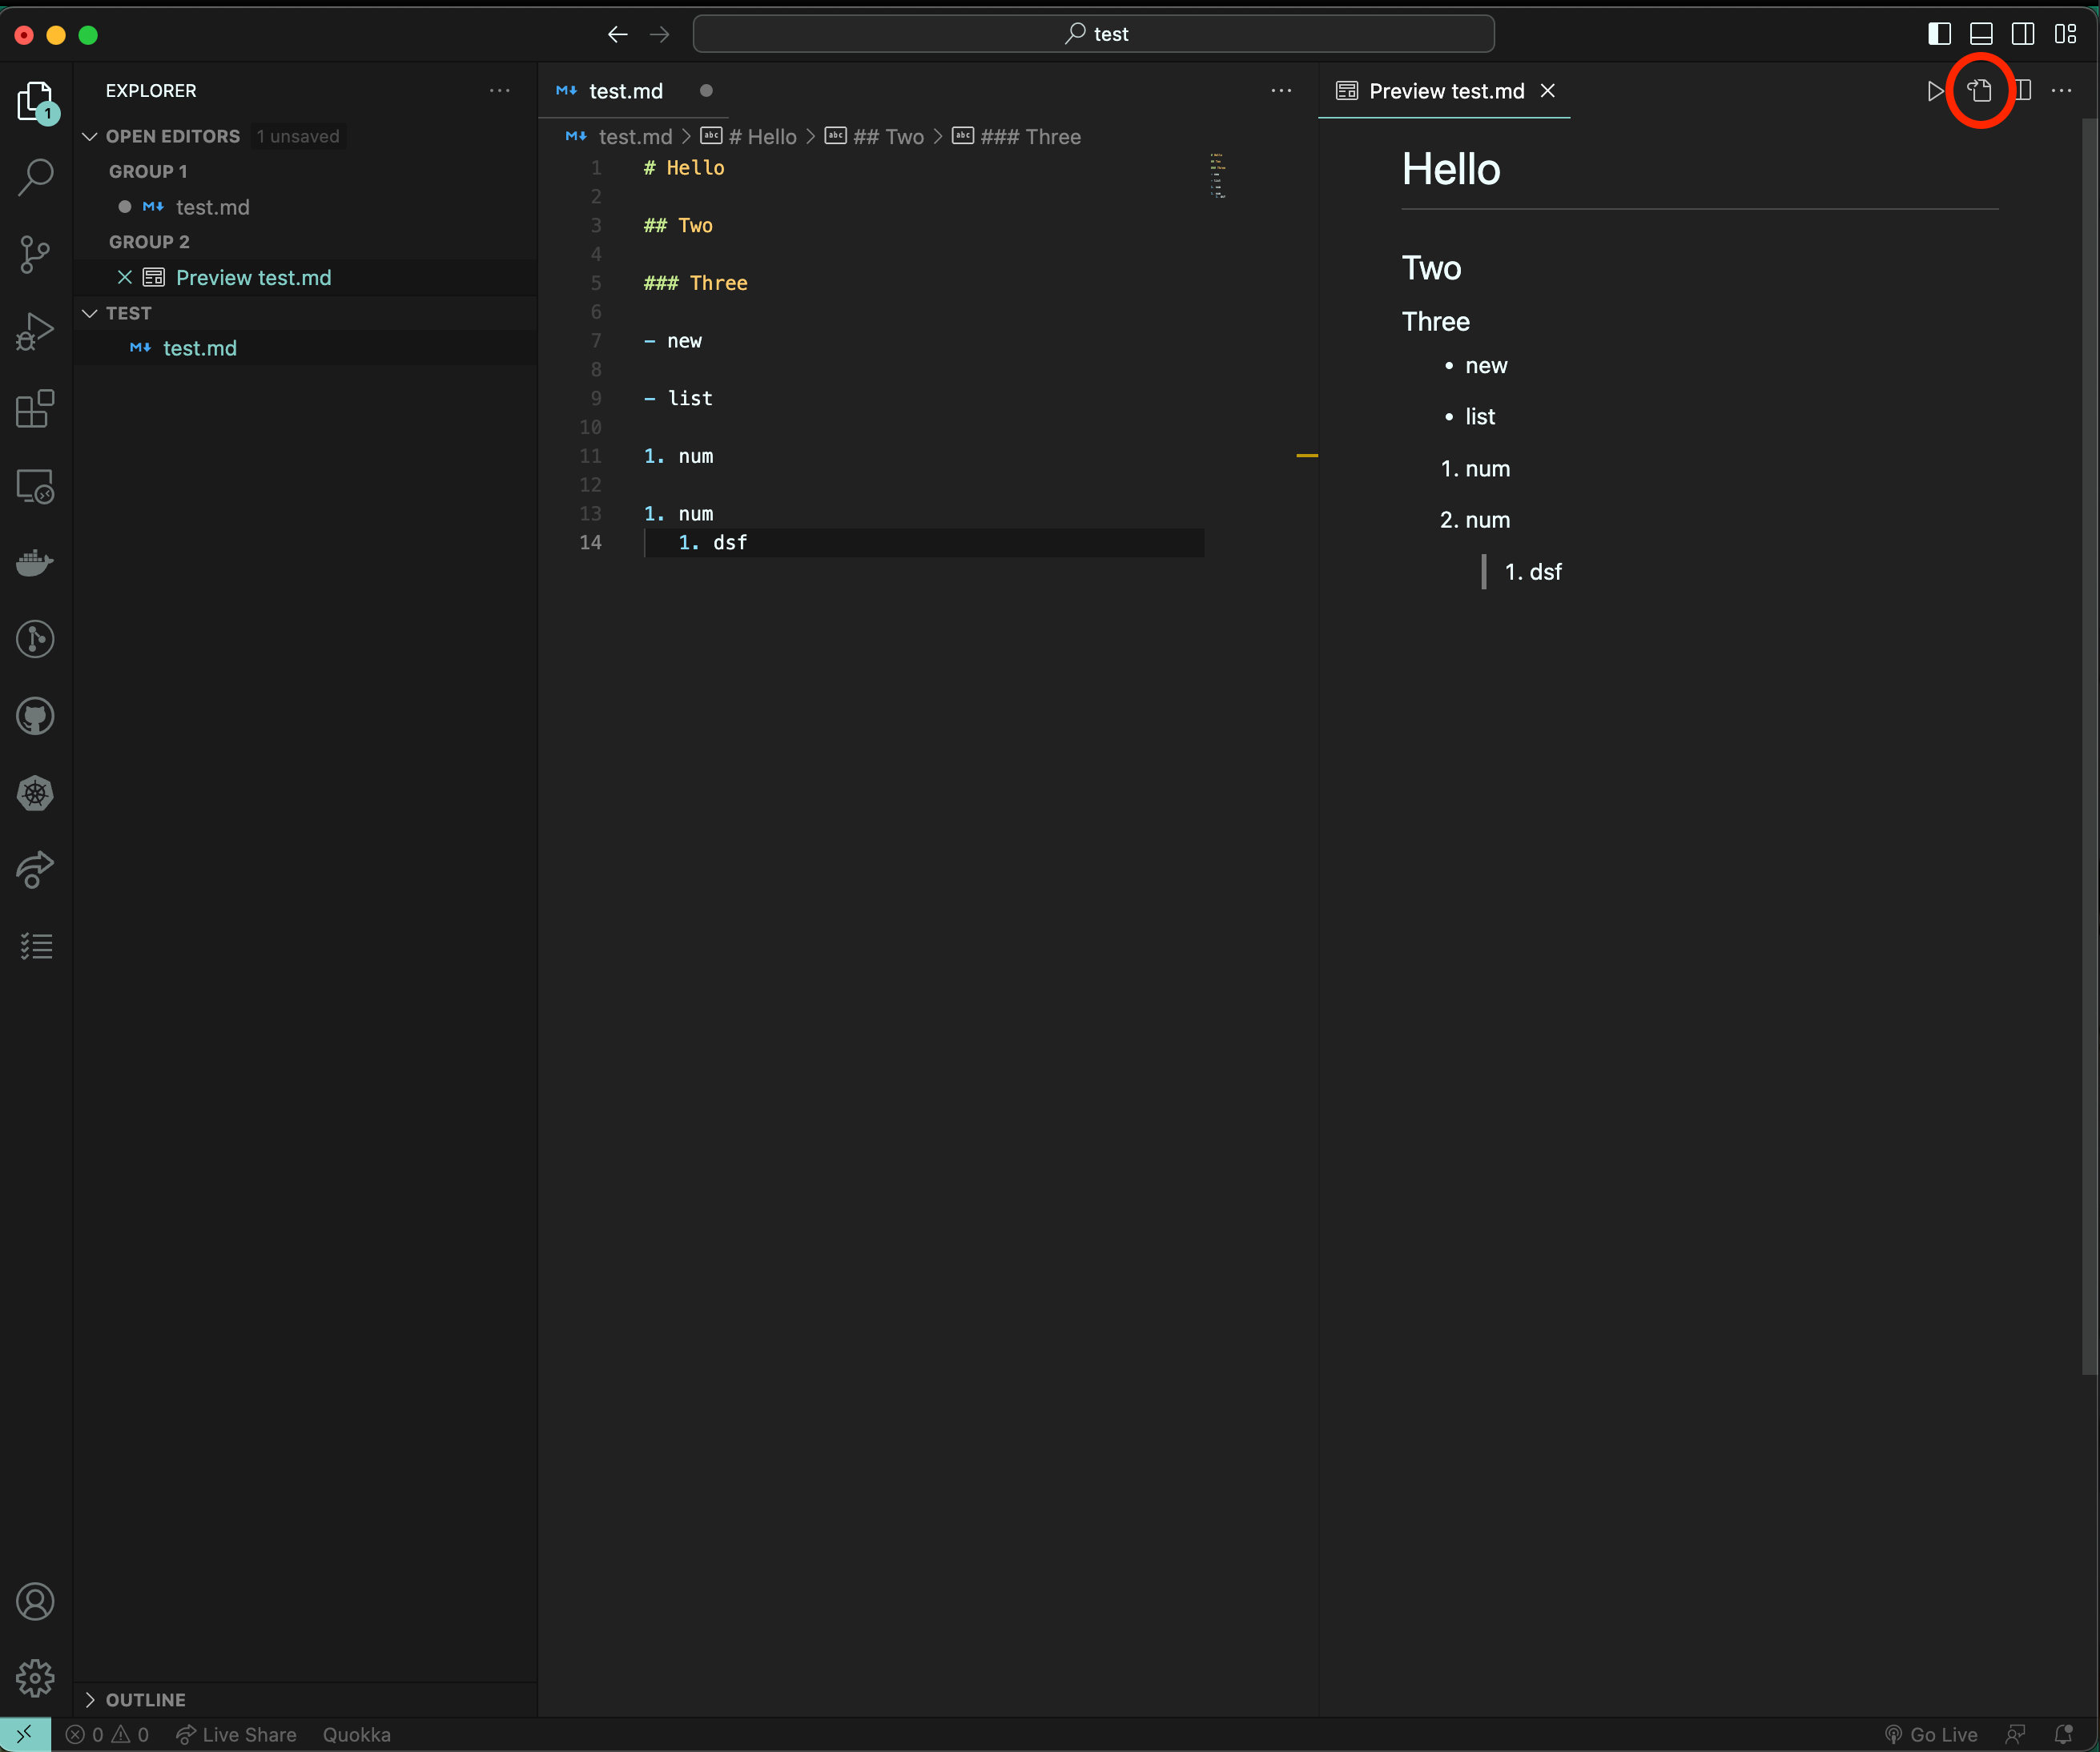 test
EXPLORER
OPEN EDITORS 1 unsaved
GROUP 1
test.md
GROUP 2
Preview test.md
TEST
test.md
OUTLINE
1
test.md
test.md > # Hello > ## Two > ### Three
1 # Hello
2
3 ## Two
4
5 ### Three
6
7 - new
8
9 - list
10
11 1. num
12
13 1. num
14 1. dsf
Preview test.md
Hello
Two
Three
• new
• list
1. num
2. num
1. dsf
0 0 Live Share Quokka
Go Live